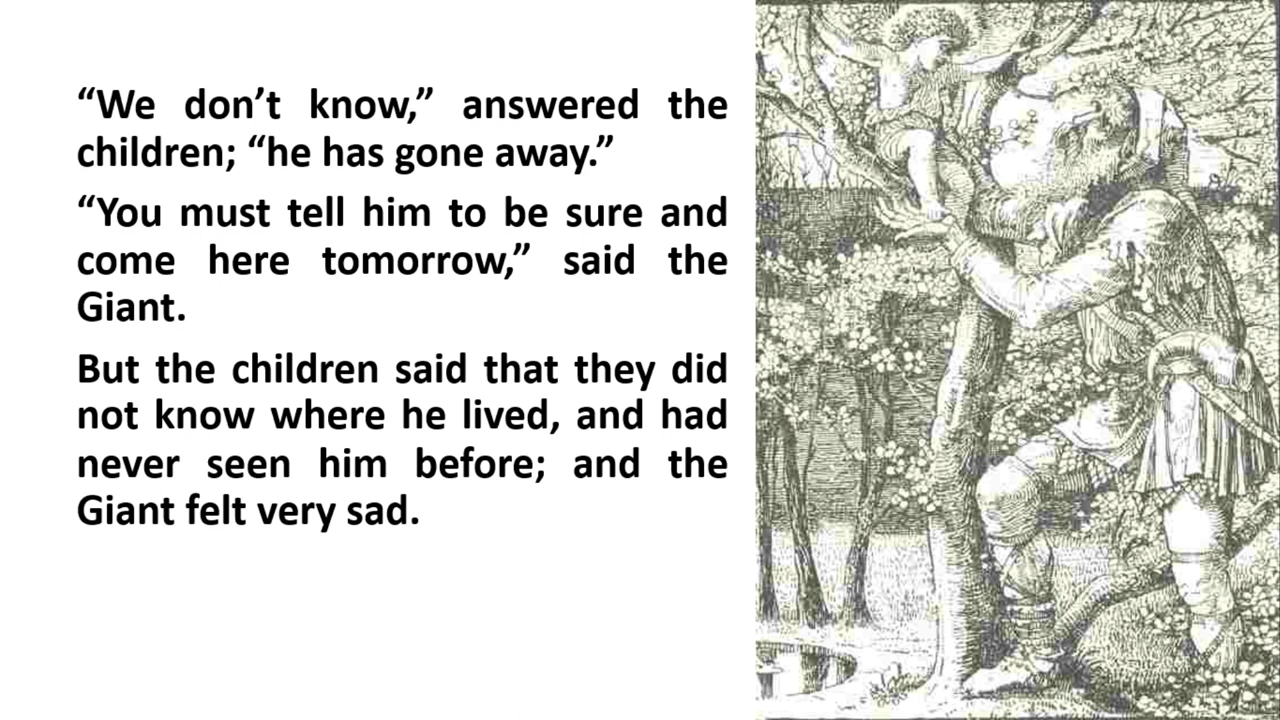 “We don’t know,” answered the
children; “he has gone away.”
“You must tell him to be sure and
come here tomorrow,” said the
Giant.
But the children said that they did
not know where he lived, and had
never seen him before; and the
Giant felt very sad.